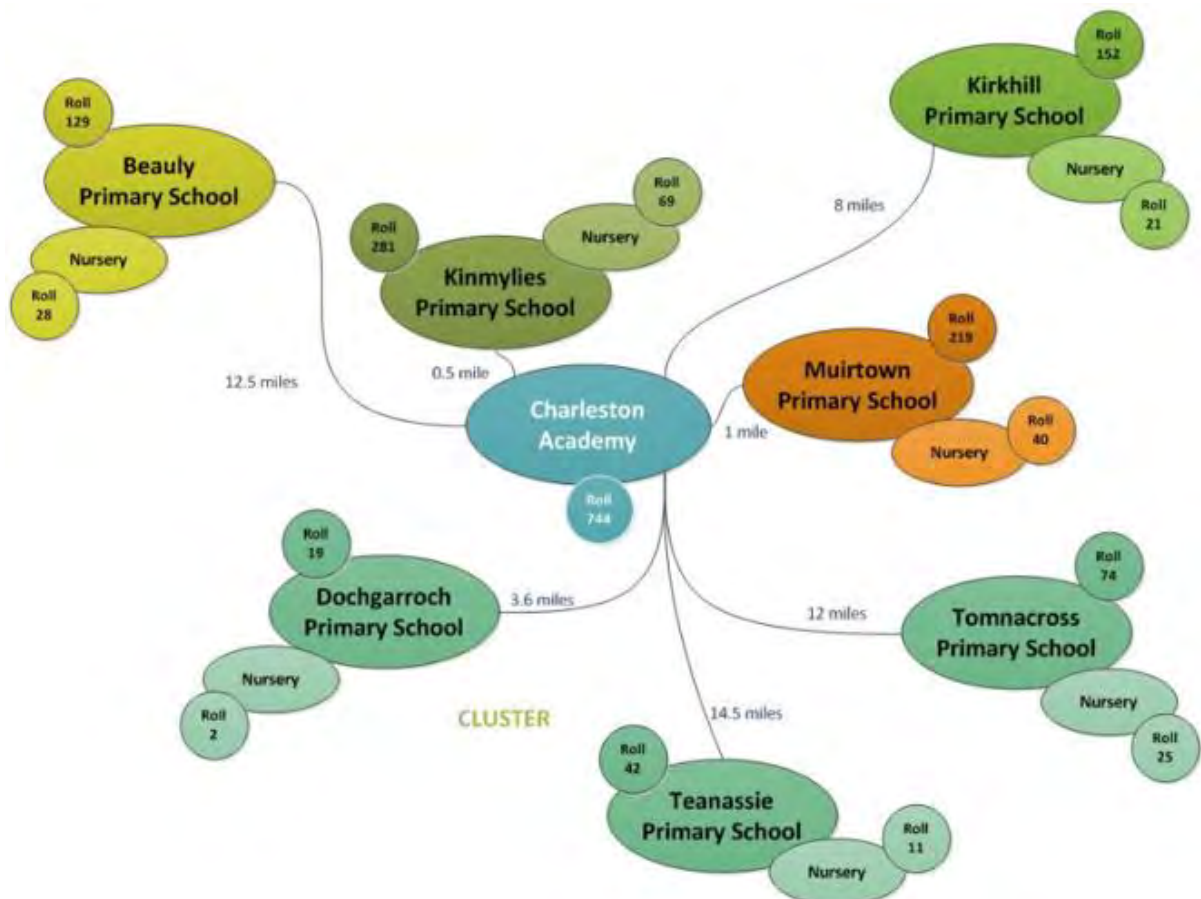 Roll
129
Beauly
Primary School
Nursery
Roll
28
12.5 miles
Roll
281
Kinmylies
Primary School
Roll
69
Nursery
0.5 mile
Roll
152
Kirkhill
Primary School
Nursery
Roll
21
8 miles
Roll
219
Muirtown
Primary School
Nursery
Roll
40
1 mile
Charleston
Academy
Roll
744
Roll
19
Dochgarroch
Primary School
Nursery
Roll
2
3.6 miles
CLUSTER
Roll
74
Tomnacross
Primary School
Nursery
Roll
25
12 miles
14.5 miles
Roll
42
Teanassie
Primary School
Nursery
Roll
11